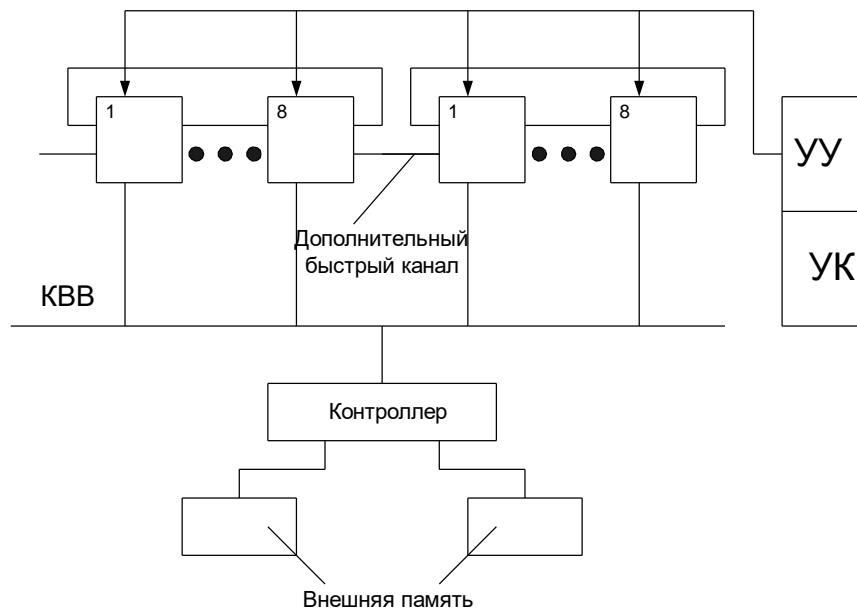 1
8
1
8
УУ
Дополнительный
быстрый канал
УК
КВВ
Контроллер
Внешняя память